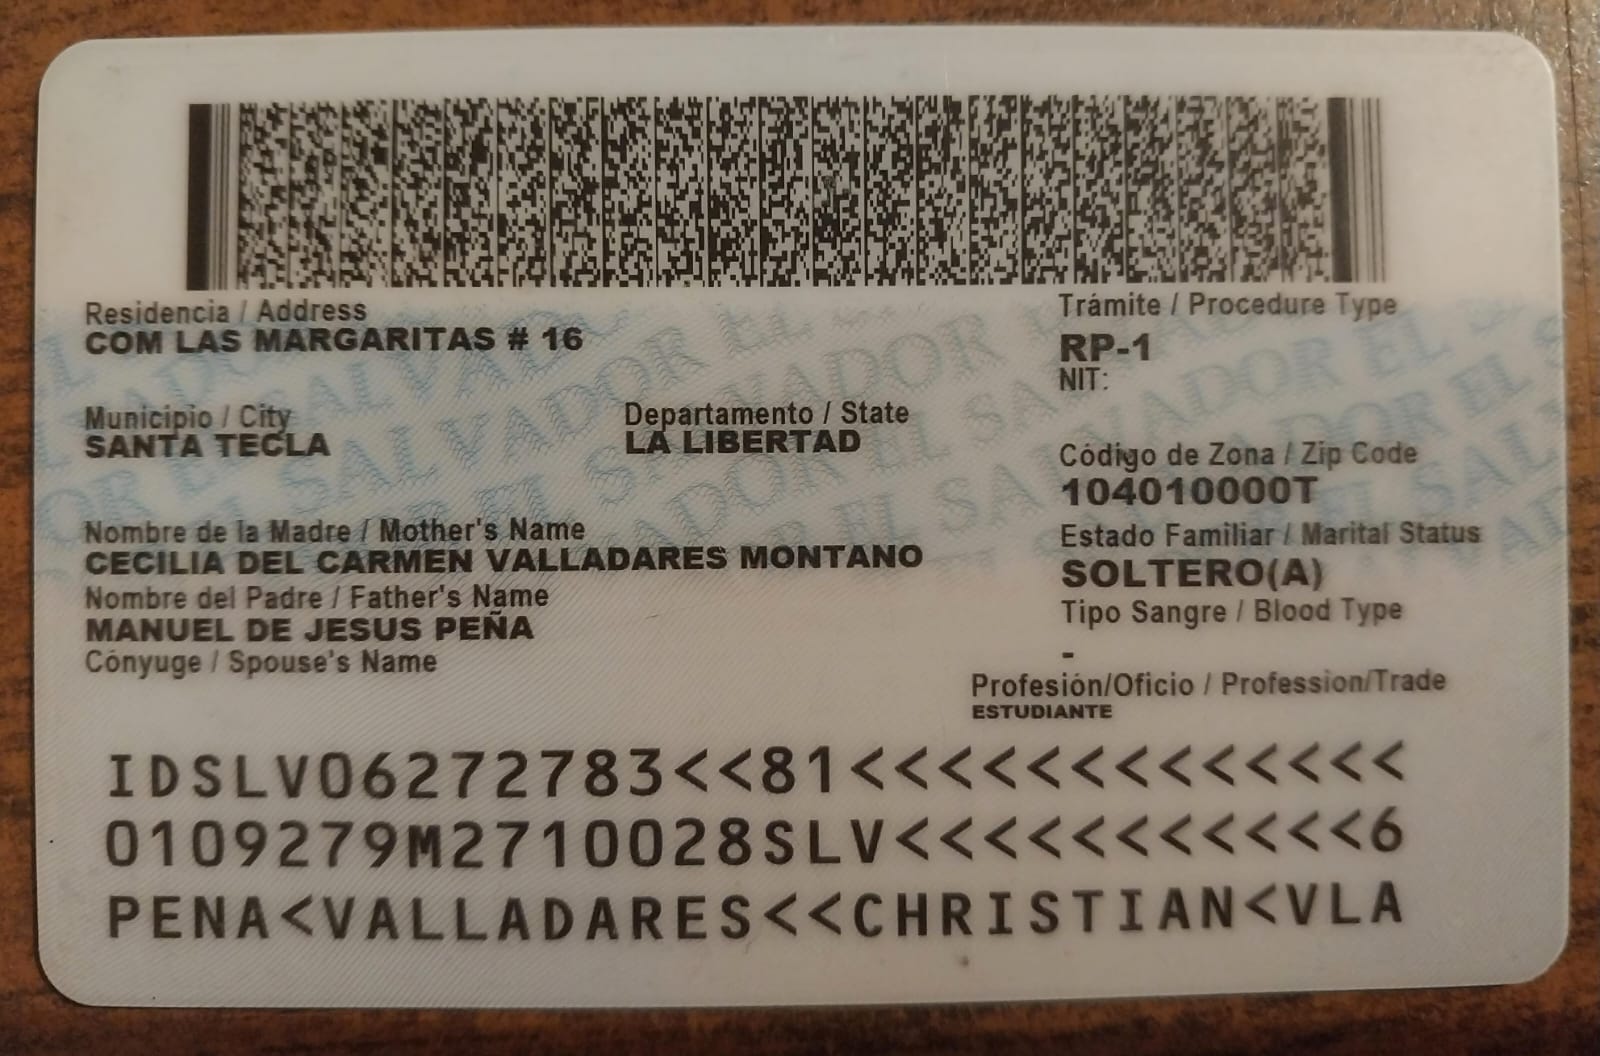 Residencia / Address
COM LAS MARGARITAS # 16
Trámite / Procedure Type
RP-1
NIT:
Municipio / City
SANTA TECLA
Departamento / State
LA LIBERTAD
Código de Zona / Zip Code
104010000T
Nombre de la Madre / Mother's Name
CECILIA DEL CARMEN VALLADARES MONTANO
Estado Familiar / Marital Status
SOLTERO(A)
Nombre del Padre / Father's Name
MANUEL DE JESUS PEÑA
Tipo Sangre / Blood Type
-
Cónyuge / Spouse's Name
Profesión/Oficio / Profession/Trade
ESTUDIANTE
IDSLV06272783<<81<<<<<<<<<<<<<
0109279M2710028SLV<<<<<<<<<<<6
PENA<VALLADARES<<CHRISTIAN<VLA